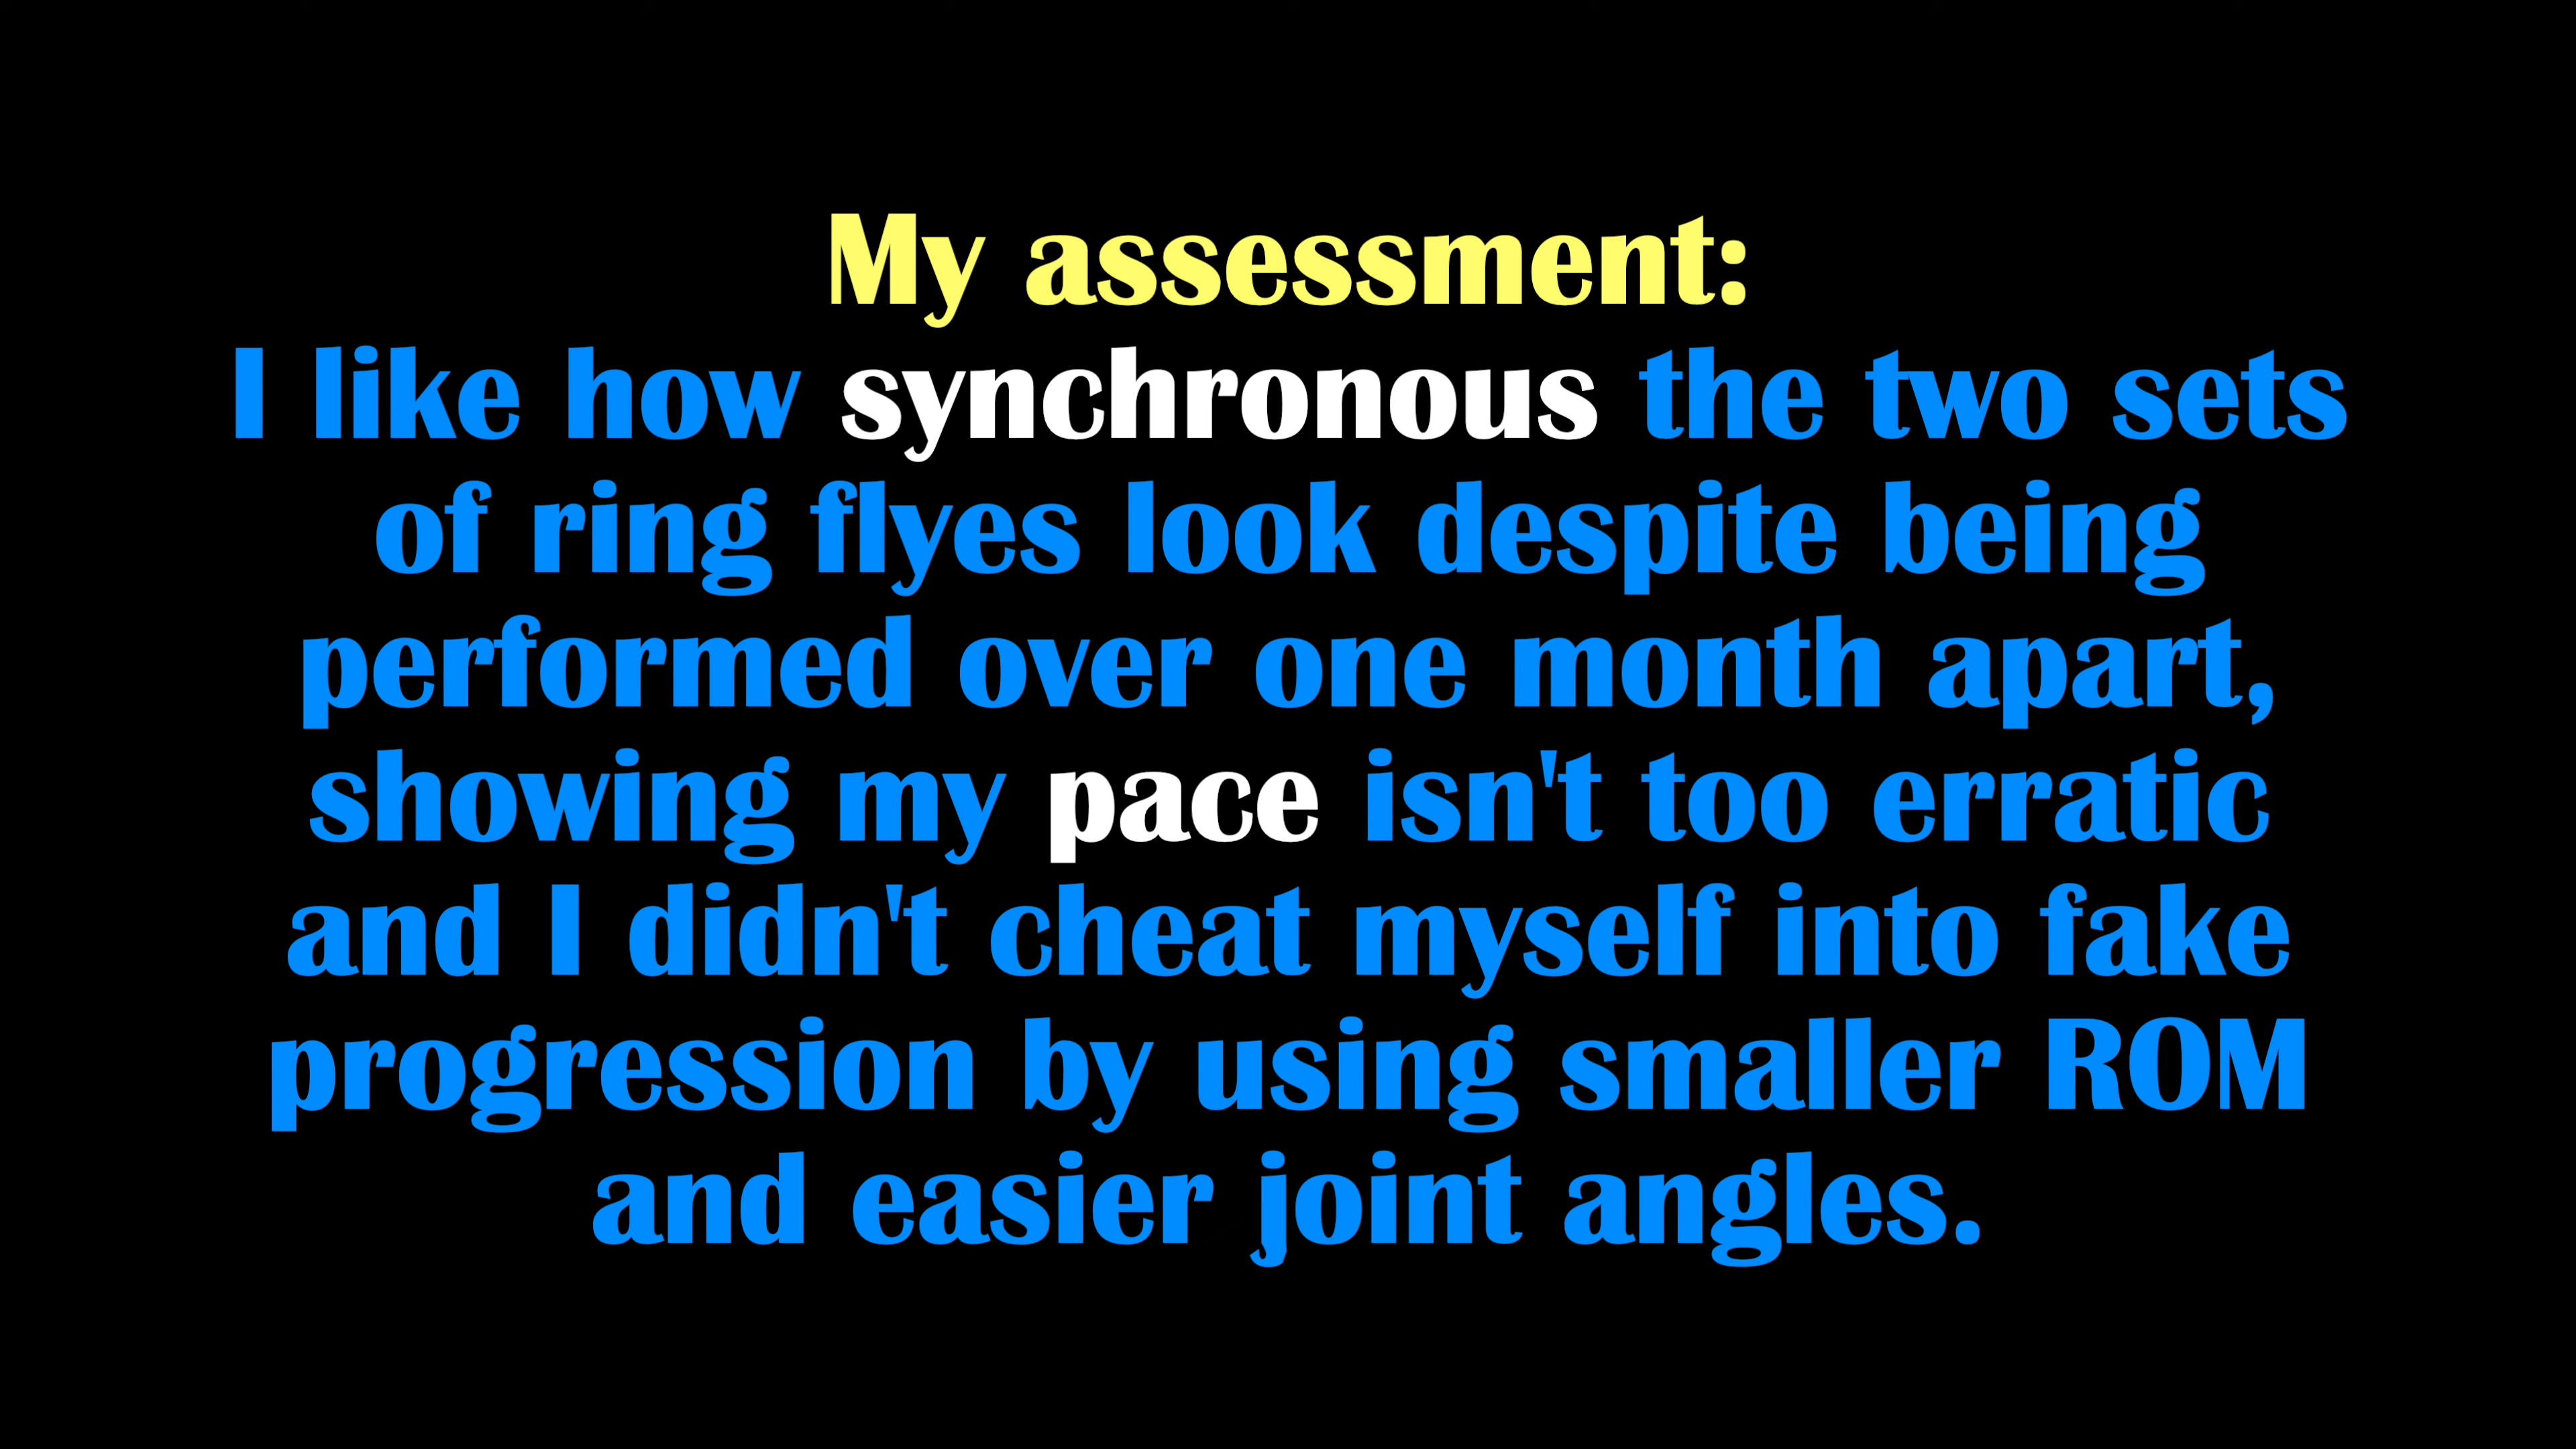 My assessment:
I like how synchronous the two sets
of ring flyes look despite being
performed over one month apart,
showing my pace isn't too erratic
and I didn't cheat myself into fake
progression by using smaller ROM
and easier joint angles.